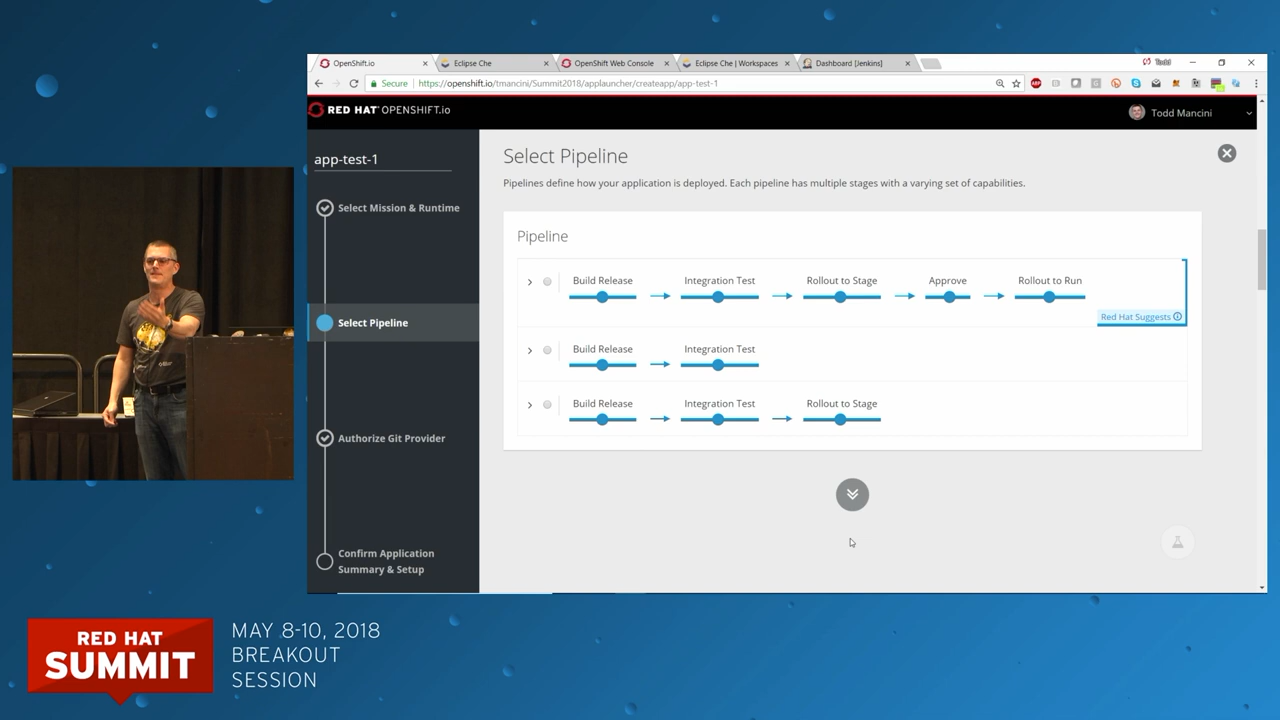 OpenShift.io
Eclipse Che
OpenShift Web Console
Eclipse Che | Workspaces
Dashboard [Jenkins]
Todd
Secure
https://openshift.io/tmancini/Summit2018/applauncher/createapp/app-test-1
RED HAT OPENSHIFT.io
Todd Mancini
app-test-1
Select Mission & Runtime
Select Pipeline
Authorize Git Provider
Confirm Application
Summary & Setup
Select Pipeline
Pipelines define how your application is deployed. Each pipeline has multiple stages with a varying set of capabilities.
Pipeline
Build Release Integration Test Rollout to Stage Approve Rollout to Run
Red Hat Suggests
Build Release Integration Test
Build Release Integration Test Rollout to Stage
RED HAT
SUMMIT
MAY 8-10, 2018
BREAKOUT
SESSION